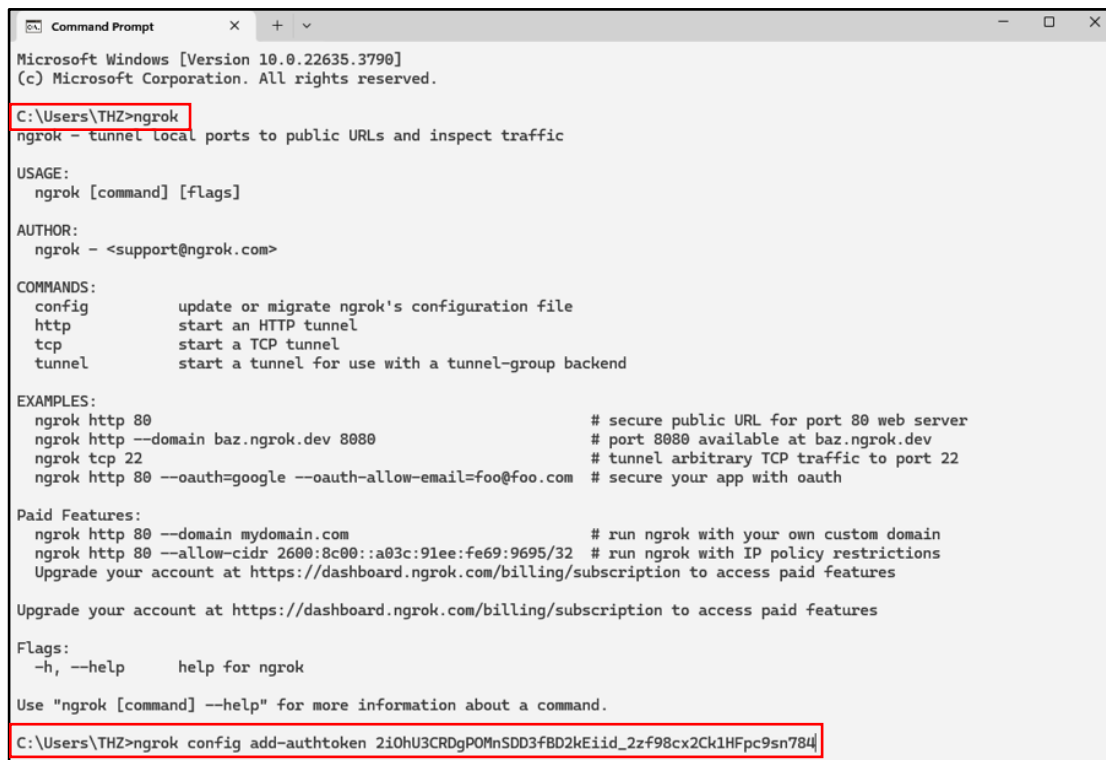 Command Prompt
Microsoft Windows [Version 10.0.22635.3790]
(c) Microsoft Corporation. All rights reserved.
C:\Users\THZ>ngrok
ngrok - tunnel local ports to public URLs and inspect traffic
USAGE:
ngrok [command] [flags]
AUTHOR:
ngrok - <support@ngrok.com>
COMMANDS:
config update or migrate ngrok's configuration file
http start an HTTP tunnel
tcp start a TCP tunnel
tunnel start a tunnel for use with a tunnel-group backend
EXAMPLES:
ngrok http 80 # secure public URL for port 80 web server
ngrok http --domain baz.ngrok.dev 8080 # port 8080 available at baz.ngrok.dev
ngrok tcp 22 # tunnel arbitrary TCP traffic to port 22
ngrok http 80 --oauth=google --oauth-allow-email=foo@foo.com # secure your app with oauth
Paid Features:
ngrok http 80 --domain mydomain.com # run ngrok with your own custom domain
ngrok http 80 --allow-cidr 2600:8c00::a03c:91ee:fe69:9695/32 # run ngrok with IP policy restrictions
Upgrade your account at https://dashboard.ngrok.com/billing/subscription to access paid features
Upgrade your account at https://dashboard.ngrok.com/billing/subscription to access paid features
Flags:
-h, --help help for ngrok
Use "ngrok [command] --help" for more information about a command.
C:\Users\THZ>ngrok config add-authtoken 2iOhU3CRDgPOMnSDD3fBD2kEiid_2zf98cx2Ck1HFpc9sn784